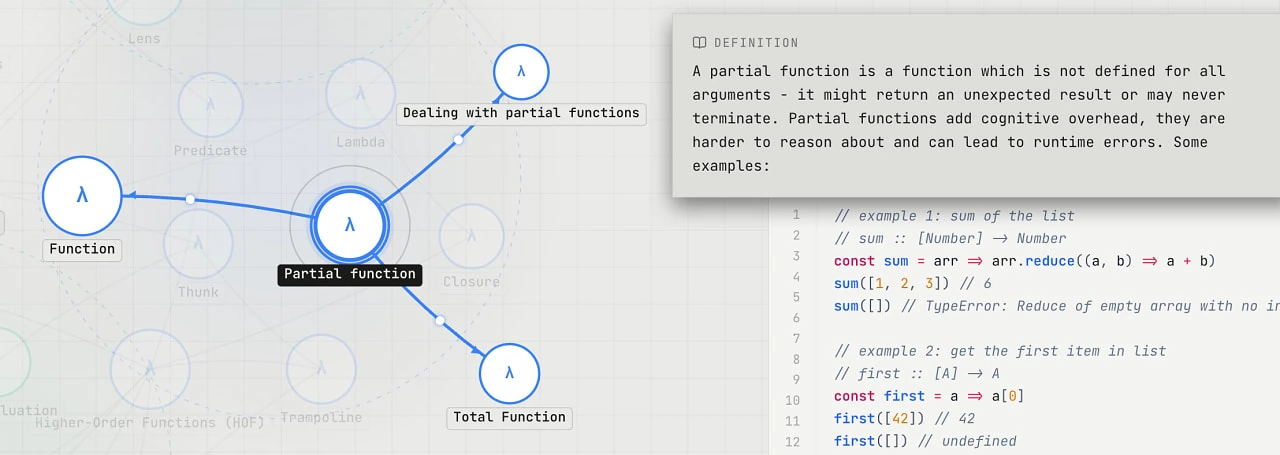 Lens
λ
Dealing with partial functions
λ
Predicate
λ
Lambda
λ
Function
λ
Partial function
λ
Thunk
λ
Closure
λ
Total Function
λ
Higher-Order Functions (HOF)
λ
Trampoline
luation
DEFINITION
A partial function is a function which is not defined for all
arguments - it might return an unexpected result or may never
terminate. Partial functions add cognitive overhead, they are
harder to reason about and can lead to runtime errors. Some
examples:
1 // example 1: sum of the list
2 // sum :: [Number] -> Number
3 const sum = arr => arr.reduce((a, b) => a + b)
4 sum([1, 2, 3]) // 6
5 sum([]) // TypeError: Reduce of empty array with no in
6
7 // example 2: get the first item in list
8 // first :: [A] -> A
9 const first = a => a[0]
10 first([42]) // 42
11 first([]) // undefined
12